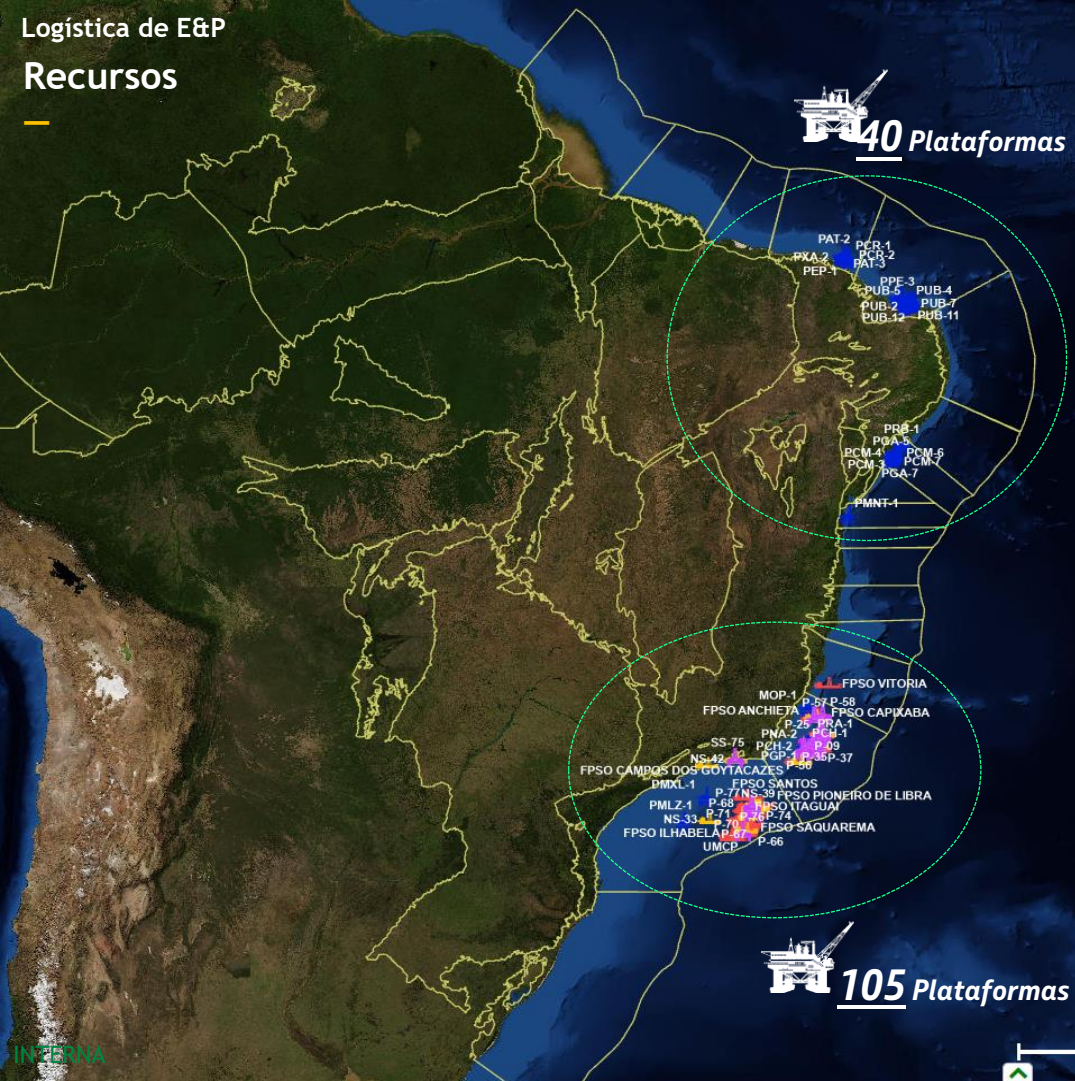 Logística de E&P
Recursos
40 Plataformas
PAT-2
PCR-1
PXA-2
PCR-2
PAT-3
PEP-1
PPE-3
PUB-5
PUB-4
PUB-2
PUB-7
PUB-12
PUB-11
PRB-1
PGA-5
PCM-4
PCM-6
PCM-3
PCM-7
PGA-7
PMNT-1
FPSO VITORIA
MOP-1
P-57
P-58
FPSO ANCHIETA
FPSO CAPIXABA
P-25
PRA-1
PNA-2
PCH-1
SS-75
PCH-2
P-09
NS-42
PGP-1
P-35
P-37
P-56
FPSO CAMPOS DOS GOYTACAZES
PMXL-1
FPSO SANTOS
P-77
NS-39
FPSO PIONEIRO DE LIBRA
PMLZ-1
P-68
FPSO ITAGUAI
P-71
P-76
P-74
NS-33
P-70
FPSO ILHABELA
P-67
FPSO SAQUAREMA
UMCP
P-66
105 Plataformas
INTERNA